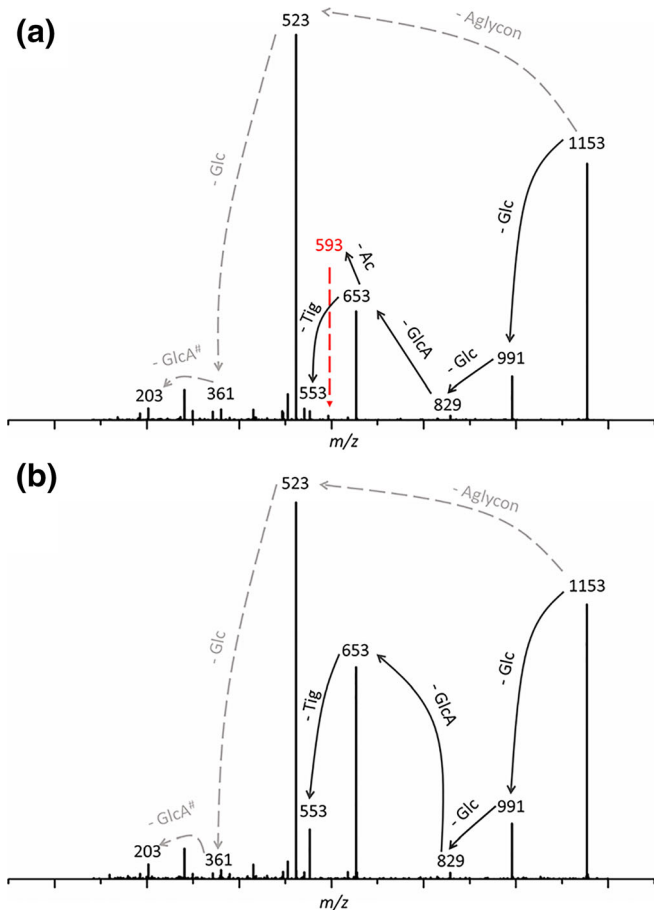 (a)
523
- Aglycon
1153
- Glc
- Glc
593
- Ac
653
- Tig
- GlcA
- Glc
991
- GlcA#
203
361
553
829
m/z
(b)
523
- Aglycon
1153
- Glc
653
- Glc
- Tig
- GlcA
- Glc
991
553
- GlcA#
203
361
829
m/z